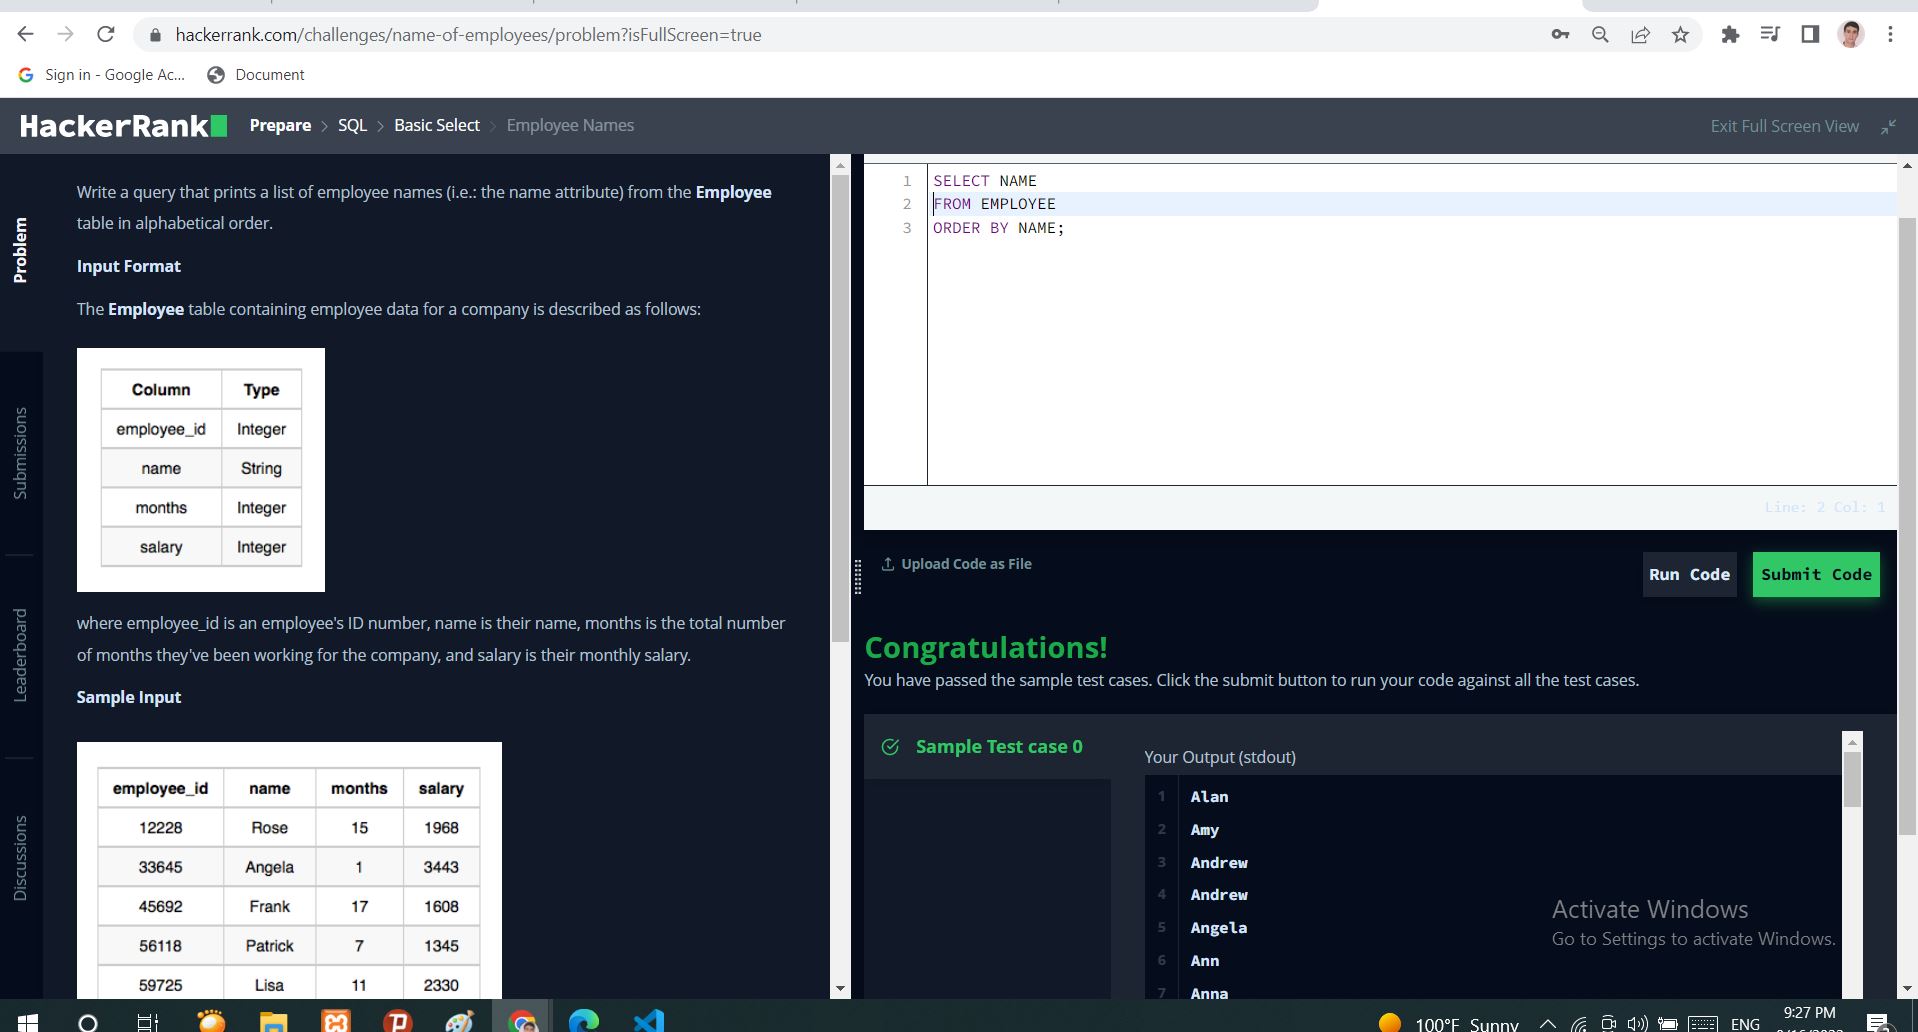 hackerrank.com/challenges/name-of-employees/problem?isFullScreen=true
Sign in - Google Ac... Document
HackerRank Prepare > SQL > Basic Select > Employee Names Exit Full Screen View
Problem
Submissions
Leaderboard
Discussions
Write a query that prints a list of employee names (i.e.: the name attribute) from the Employee
table in alphabetical order.
Input Format
The Employee table containing employee data for a company is described as follows:
Column Type
employee_id Integer
name String
months Integer
salary Integer
where employee_id is an employee's ID number, name is their name, months is the total number
of months they've been working for the company, and salary is their monthly salary.
Sample Input
employee_id name months salary
12228 Rose 15 1968
33645 Angela 1 3443
45692 Frank 17 1608
56118 Patrick 7 1345
59725 Lisa 11 2330
1 SELECT NAME
2 FROM EMPLOYEE
3 ORDER BY NAME;
Line: 2 Col: 1
Upload Code as File
Run Code Submit Code
Congratulations!
You have passed the sample test cases. Click the submit button to run your code against all the test cases.
Sample Test case 0
Your Output (stdout)
1 Alan
2 Amy
3 Andrew
4 Andrew
5 Angela
6 Ann
7 Anna
Activate Windows
Go to Settings to activate Windows.
100°F Sunny ENG 9:27 PM